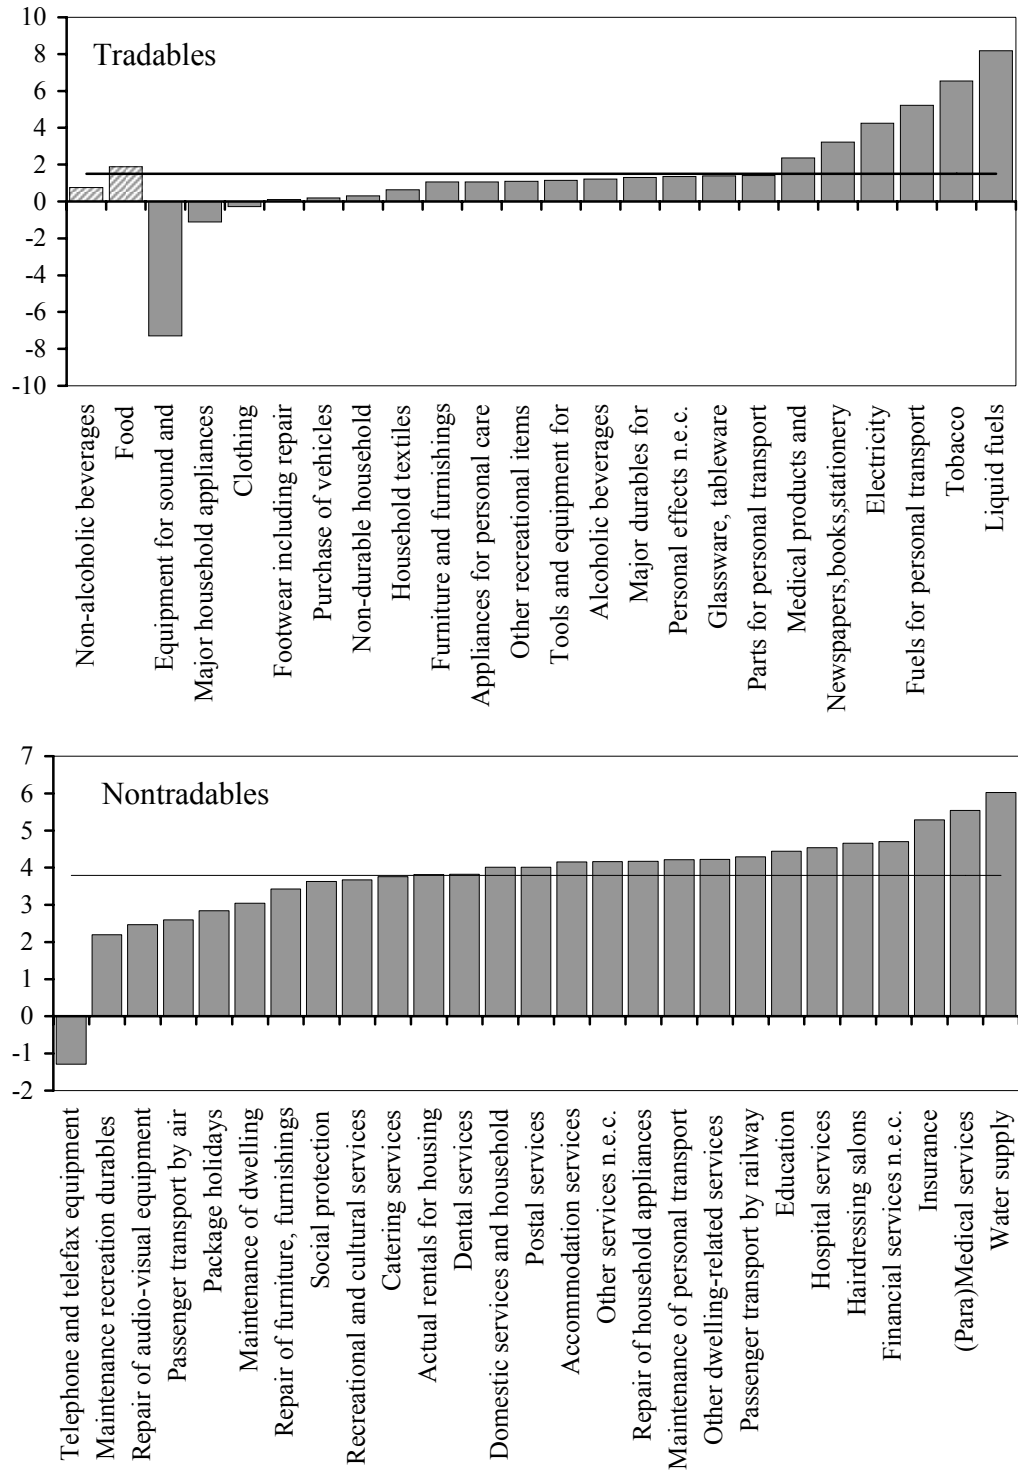 10
8
6
4
2
0
-2
-4
-6
-8
-10
Tradables
Non-alcoholic beverages
Food
Equipment for sound and
Major household appliances
Clothing
Footwear including repair
Purchase of vehicles
Non-durable household
Household textiles
Furniture and furnishings
Appliances for personal care
Other recreational items
Tools and equipment for
Alcoholic beverages
Major durables for
Personal effects n.e.c.
Glassware, tableware
Parts for personal transport
Medical products and
Newspapers,books,stationery
Electricity
Fuels for personal transport
Tobacco
Liquid fuels
7
6
5
4
3
2
1
0
-1
-2
Nontradables
Telephone and telefax equipment
Maintenance recreation durables
Repair of audio-visual equipment
Passenger transport by air
Package holidays
Maintenance of dwelling
Repair of furniture, furnishings
Social protection
Recreational and cultural services
Catering services
Actual rentals for housing
Dental services
Domestic services and household
Postal services
Accommodation services
Other services n.e.c.
Repair of household appliances
Maintenance of personal transport
Other dwelling-related services
Passenger transport by railway
Education
Hospital services
Hairdressing salons
Financial services n.e.c.
Insurance
(Para)Medical services
Water supply